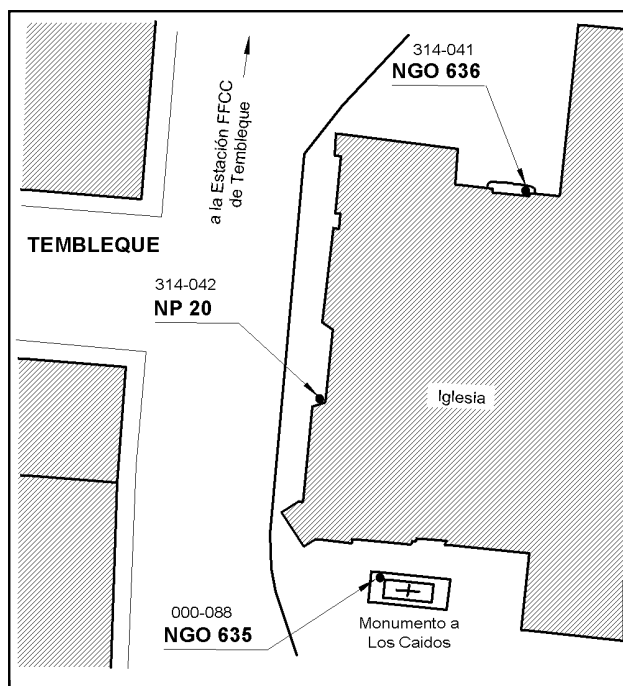 314-041
NGO 636
a la Estación FFCC
de Tembleque
TEMBLEQUE
314-042
NP 20
Iglesia
000-088
NGO 635
Monumento a
Los Caidos